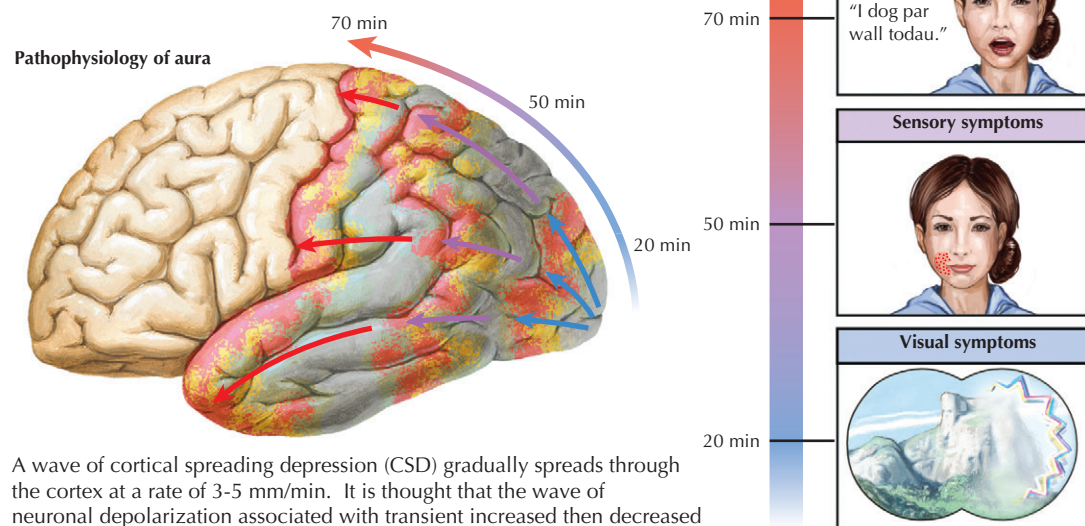 Pathophysiology of aura
70 min
50 min
20 min
A wave of cortical spreading depression (CSD) gradually spreads through
the cortex at a rate of 3-5 mm/min. It is thought that the wave of
neuronal depolarization associated with transient increased then decreased
70 min
50 min
20 min
“I dog par
wall todau.”
Sensory symptoms
Visual symptoms